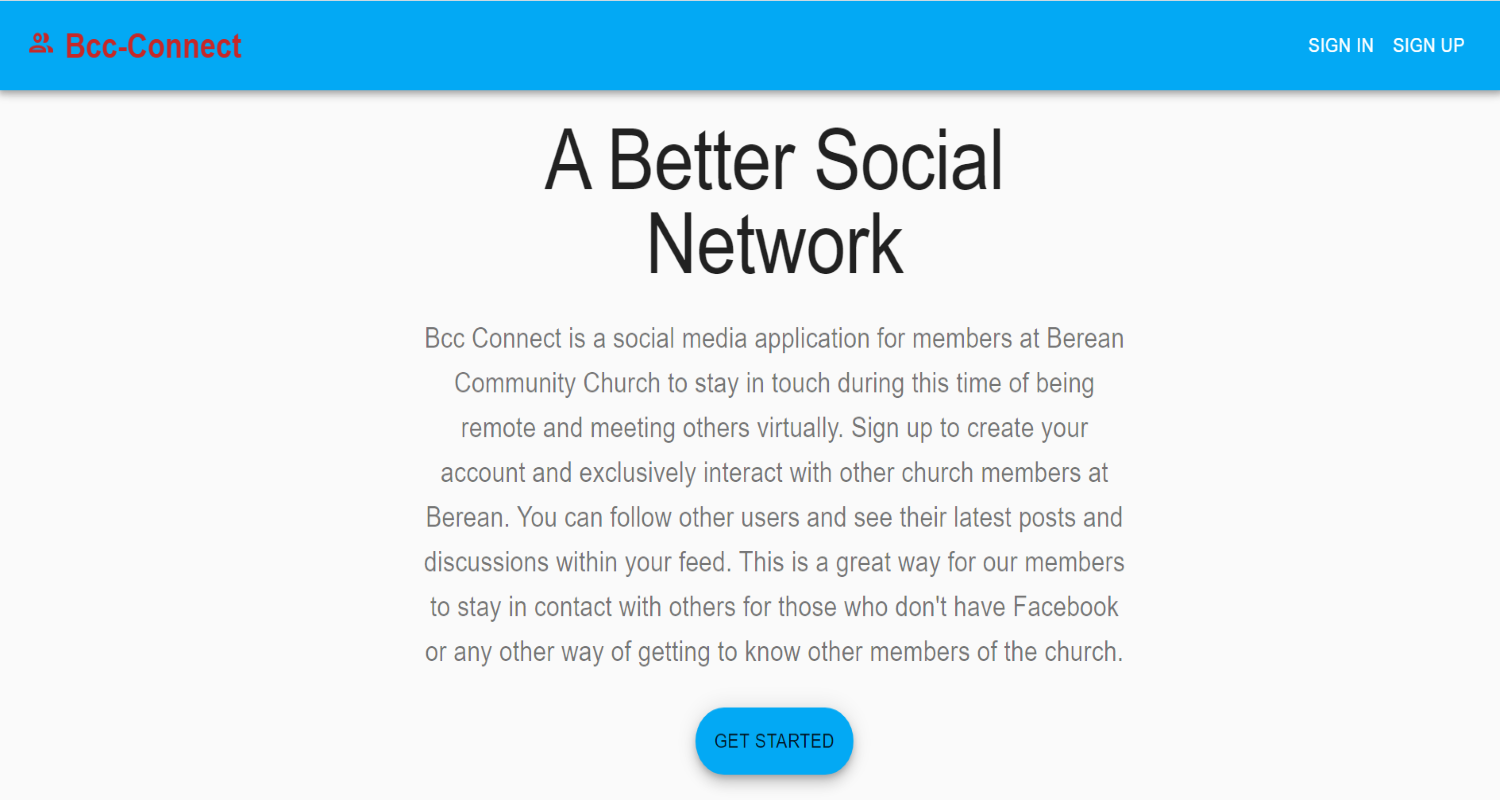 Bcc-Connect
SIGN IN SIGN UP
A Better Social
Network
Bcc Connect is a social media application for members at Berean
Community Church to stay in touch during this time of being
remote and meeting others virtually. Sign up to create your
account and exclusively interact with other church members at
Berean. You can follow other users and see their latest posts and
discussions within your feed. This is a great way for our members
to stay in contact with others for those who don't have Facebook
or any other way of getting to know other members of the church.
GET STARTED